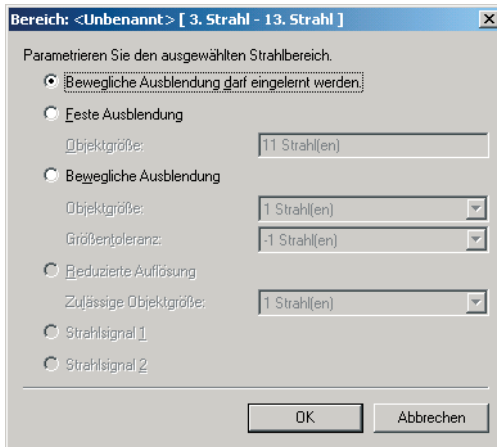 Bereich: <Unbenannt> [ 3. Strahl - 13. Strahl ]
Parametrieren Sie den ausgewählten Strahlbereich.
Bewegliche Ausblendung darf eingelernt werden.
Feste Ausblendung
Objektgröße: 11 Strahl(en)
Bewegliche Ausblendung
Objektgröße: 1 Strahl(en)
Größentoleranz: -1 Strahl(en)
Reduzierte Auflösung
Zulässige Objektgröße: 1 Strahl(en)
Strahlsignal 1
Strahlsignal 2
OK Abbrechen